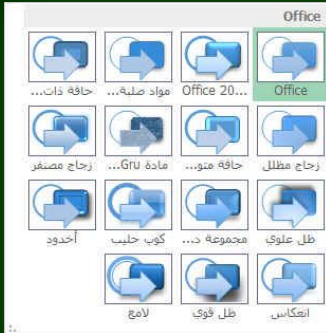 Office
Office
Office 20...
مواد صلبة...
حافة ذات...
زجاج مظلل
حافة متو...
مادة Gru...
زجاج مصنفر
ظل علوي
مجموعة د...
كوب حليب
أخدود
انعكاس
ظل قوي
لامع